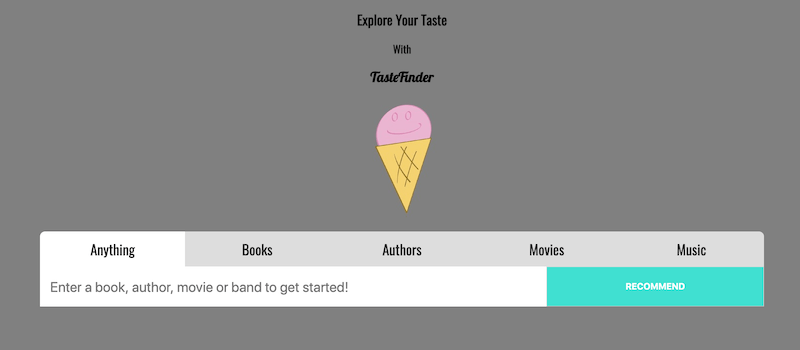 Explore Your Taste
With
TasteFinder
Anything Books Authors Movies Music
Enter a book, author, movie or band to get started! RECOMMEND